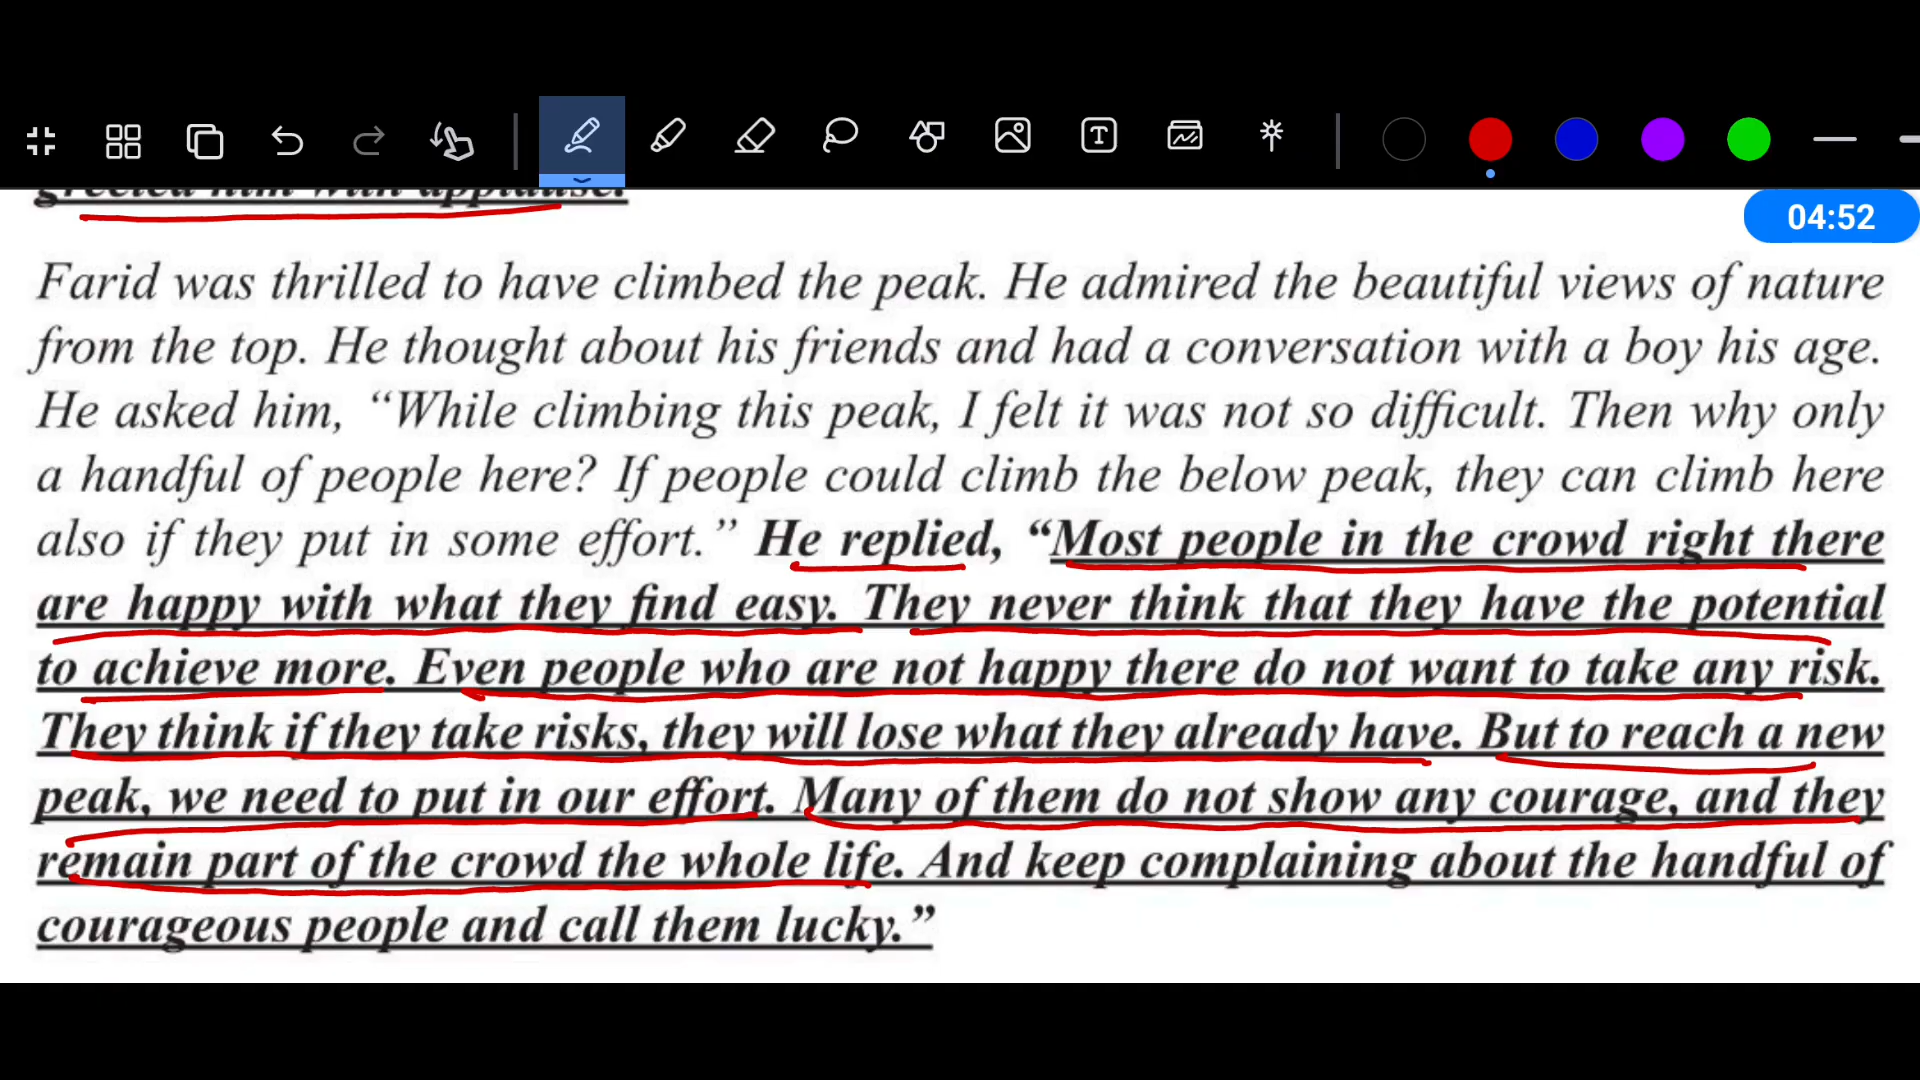 greeted him with applause.
04:52
Farid was thrilled to have climbed the peak. He admired the beautiful views of nature
from the top. He thought about his friends and had a conversation with a boy his age.
He asked him, “While climbing this peak, I felt it was not so difficult. Then why only
a handful of people here? If people could climb the below peak, they can climb here
also if they put in some effort.” He replied, “Most people in the crowd right there
are happy with what they find easy. They never think that they have the potential
to achieve more. Even people who are not happy there do not want to take any risk.
They think if they take risks, they will lose what they already have. But to reach a new
peak, we need to put in our effort. Many of them do not show any courage, and they
remain part of the crowd the whole life. And keep complaining about the handful of
courageous people and call them lucky.”